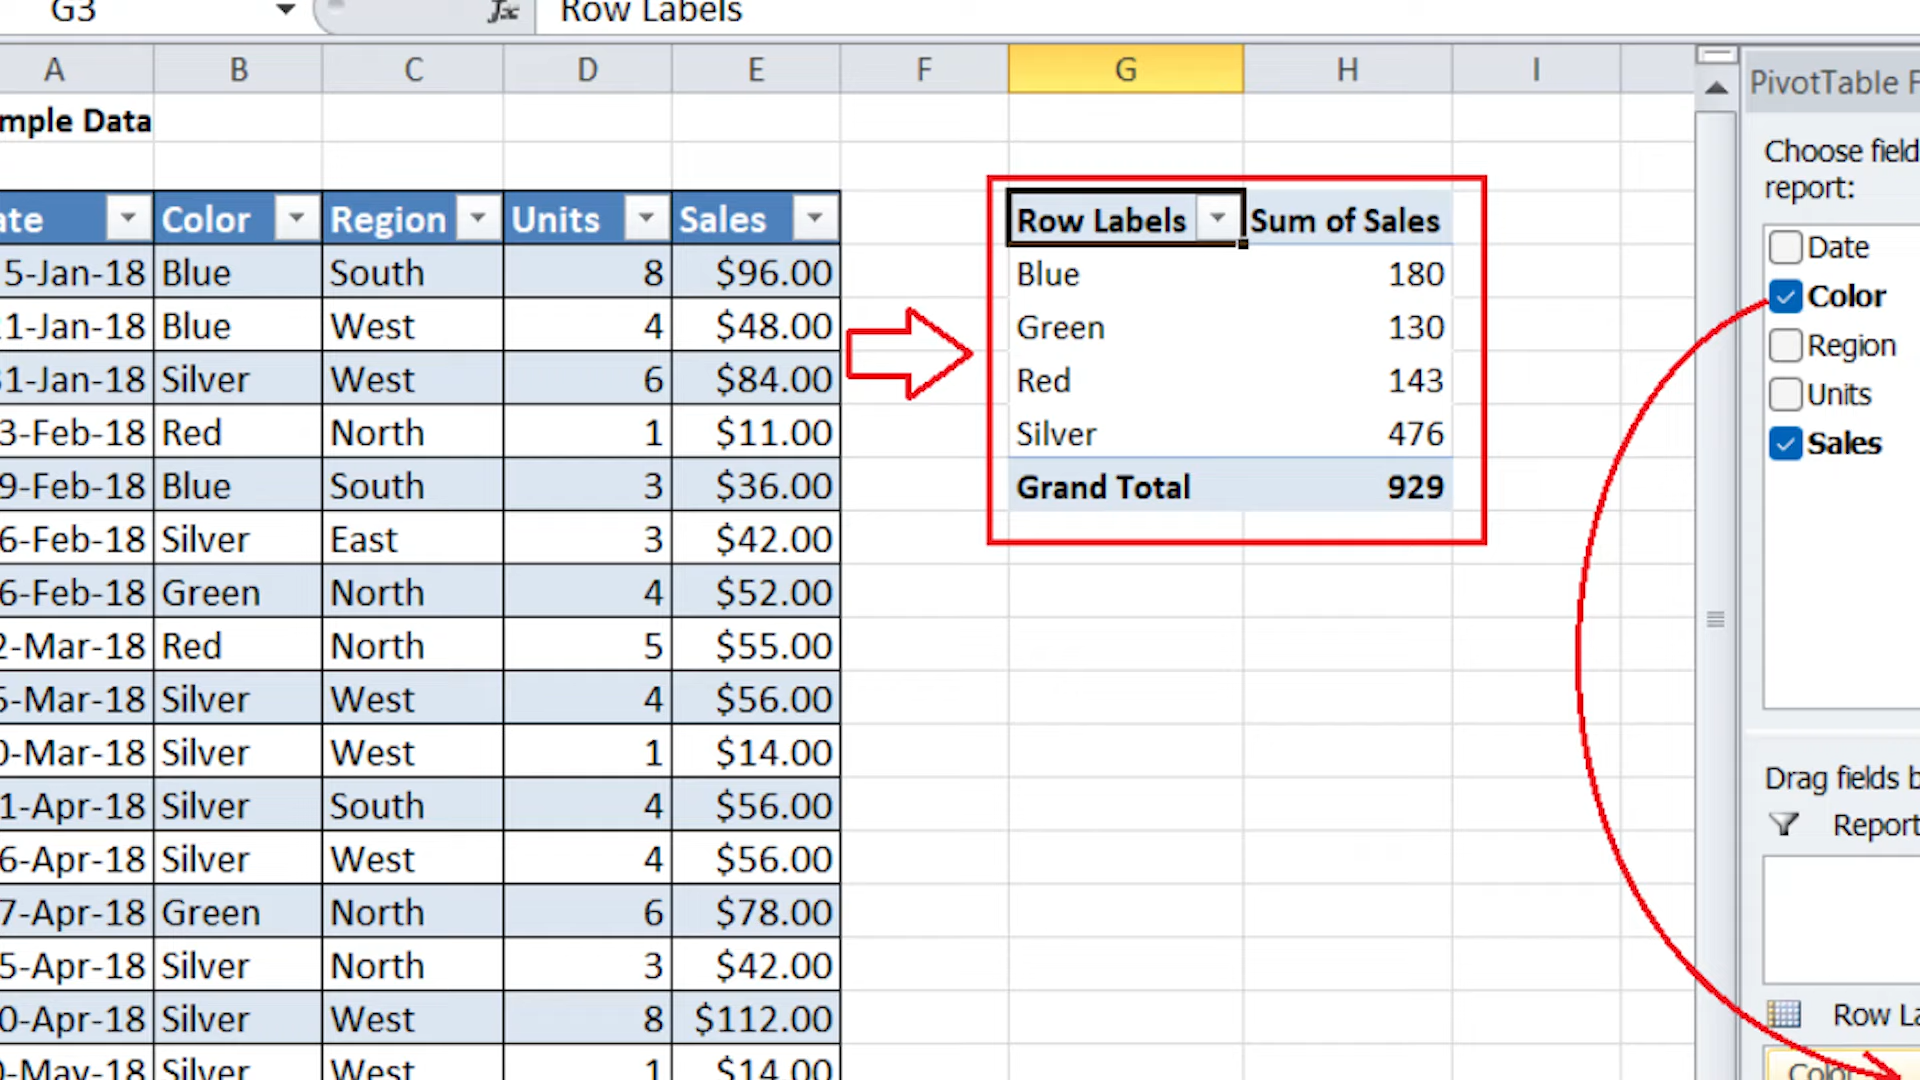 G3 fx Row Labels
A B C D E F G H I
mple Data
ate Color Region Units Sales
5-Jan-18 Blue South 8 $96.00
1-Jan-18 Blue West 4 $48.00
31-Jan-18 Silver West 6 $84.00
3-Feb-18 Red North 1 $11.00
9-Feb-18 Blue South 3 $36.00
6-Feb-18 Silver East 3 $42.00
6-Feb-18 Green North 4 $52.00
2-Mar-18 Red North 5 $55.00
5-Mar-18 Silver West 4 $56.00
0-Mar-18 Silver West 1 $14.00
1-Apr-18 Silver South 4 $56.00
6-Apr-18 Silver West 4 $56.00
7-Apr-18 Green North 6 $78.00
5-Apr-18 Silver North 3 $42.00
0-Apr-18 Silver West 8 $112.00
0-May-18 Silver West 1 $14.00
Row Labels Sum of Sales
Blue 180
Green 130
Red 143
Silver 476
Grand Total 929
PivotTable F
Choose field
report:
Date
Color
Region
Units
Sales
Drag fields b
Report
Row La
Color